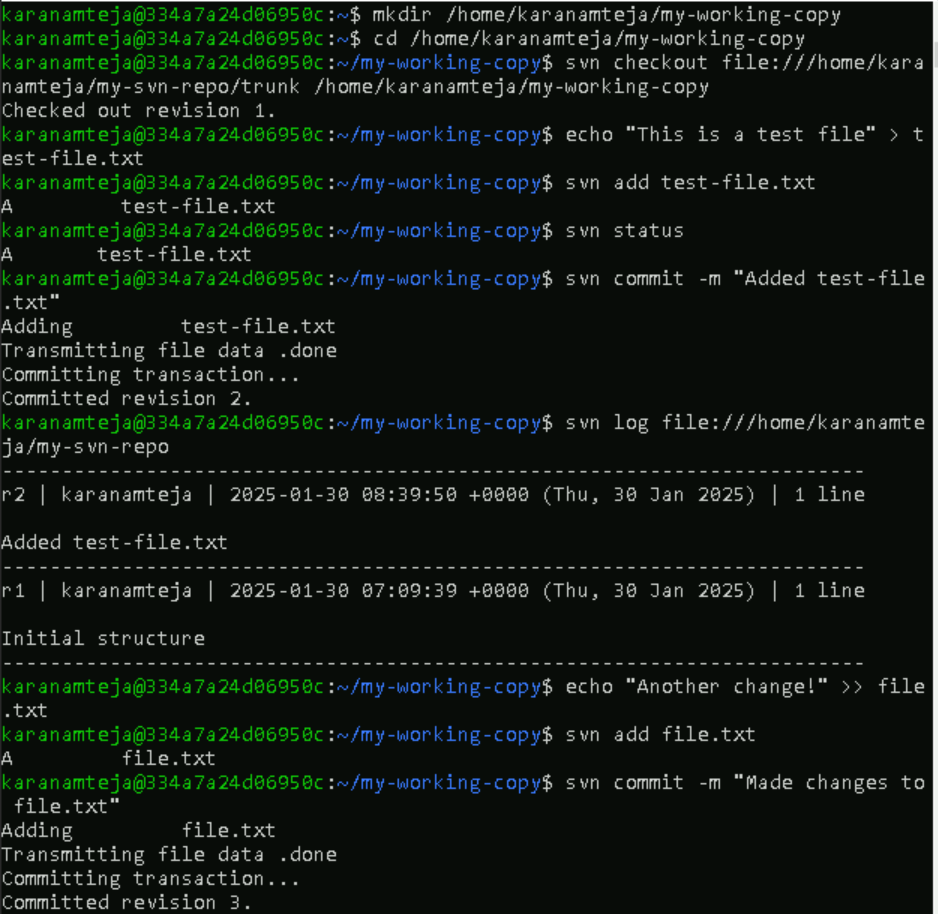 karanamteja@334a7a24d06950c:~$ mkdir /home/karanamteja/my-working-copy
karanamteja@334a7a24d06950c:~$ cd /home/karanamteja/my-working-copy
karanamteja@334a7a24d06950c:~/my-working-copy$ svn checkout file:///home/kara
namteja/my-svn-repo/trunk /home/karanamteja/my-working-copy
Checked out revision 1.
karanamteja@334a7a24d06950c:~/my-working-copy$ echo "This is a test file" > t
est-file.txt
karanamteja@334a7a24d06950c:~/my-working-copy$ svn add test-file.txt
A         test-file.txt
karanamteja@334a7a24d06950c:~/my-working-copy$ svn status
A       test-file.txt
karanamteja@334a7a24d06950c:~/my-working-copy$ svn commit -m "Added test-file
.txt"
Adding         test-file.txt
Transmitting file data .done
Committing transaction...
Committed revision 2.
karanamteja@334a7a24d06950c:~/my-working-copy$ svn log file:///home/karanamte
ja/my-svn-repo
------------------------------------------------------------------------
r2 | karanamteja | 2025-01-30 08:39:50 +0000 (Thu, 30 Jan 2025) | 1 line

Added test-file.txt
------------------------------------------------------------------------
r1 | karanamteja | 2025-01-30 07:09:39 +0000 (Thu, 30 Jan 2025) | 1 line

Initial structure
------------------------------------------------------------------------
karanamteja@334a7a24d06950c:~/my-working-copy$ echo "Another change!" >> file
.txt
karanamteja@334a7a24d06950c:~/my-working-copy$ svn add file.txt
A         file.txt
karanamteja@334a7a24d06950c:~/my-working-copy$ svn commit -m "Made changes to
 file.txt"
Adding         file.txt
Transmitting file data .done
Committing transaction...
Committed revision 3.